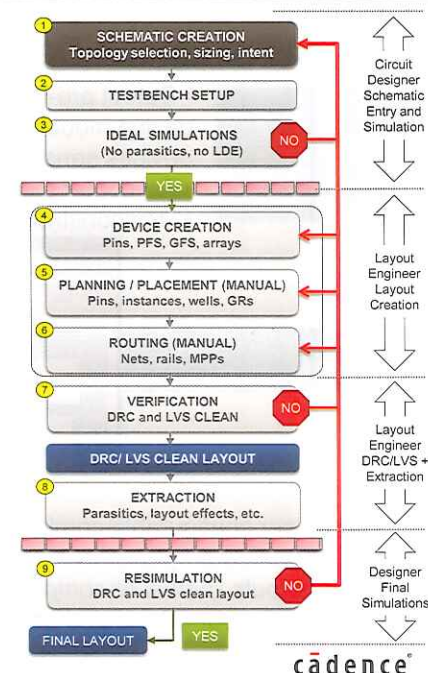 1
SCHEMATIC CREATION
Topology selection, sizing, intent
2
TESTBENCH SETUP
3
IDEAL SIMULATIONS
(No parasitics, no LDE)
NO
YES
4
DEVICE CREATION
Pins, PFS, GFS, arrays
5
PLANNING / PLACEMENT (MANUAL)
Pins, instances, wells, GRs
6
ROUTING (MANUAL)
Nets, rails, MPPs
7
VERIFICATION
DRC and LVS CLEAN
NO
DRC/ LVS CLEAN LAYOUT
8
EXTRACTION
Parasitics, layout effects, etc.
9
RESIMULATION
DRC and LVS clean layout
NO
FINAL LAYOUT
YES
Circuit
Designer
Schematic
Entry and
Simulation
Layout
Engineer
Layout
Creation
Layout
Engineer
DRC/LVS +
Extraction
Designer
Final
Simulations
cādence®